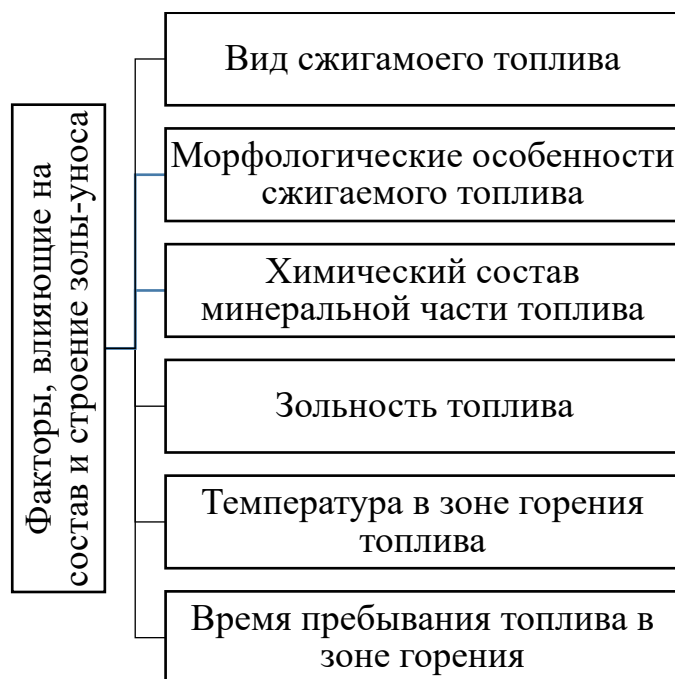 Факторы, влияющие на
состав и строение золы-уноса
Вид сжигамоего топлива
Морфологические особенности
сжигаемого топлива
Химический состав
минеральной части топлива
Зольность топлива
Температура в зоне горения
топлива
Время пребывания топлива в
зоне горения